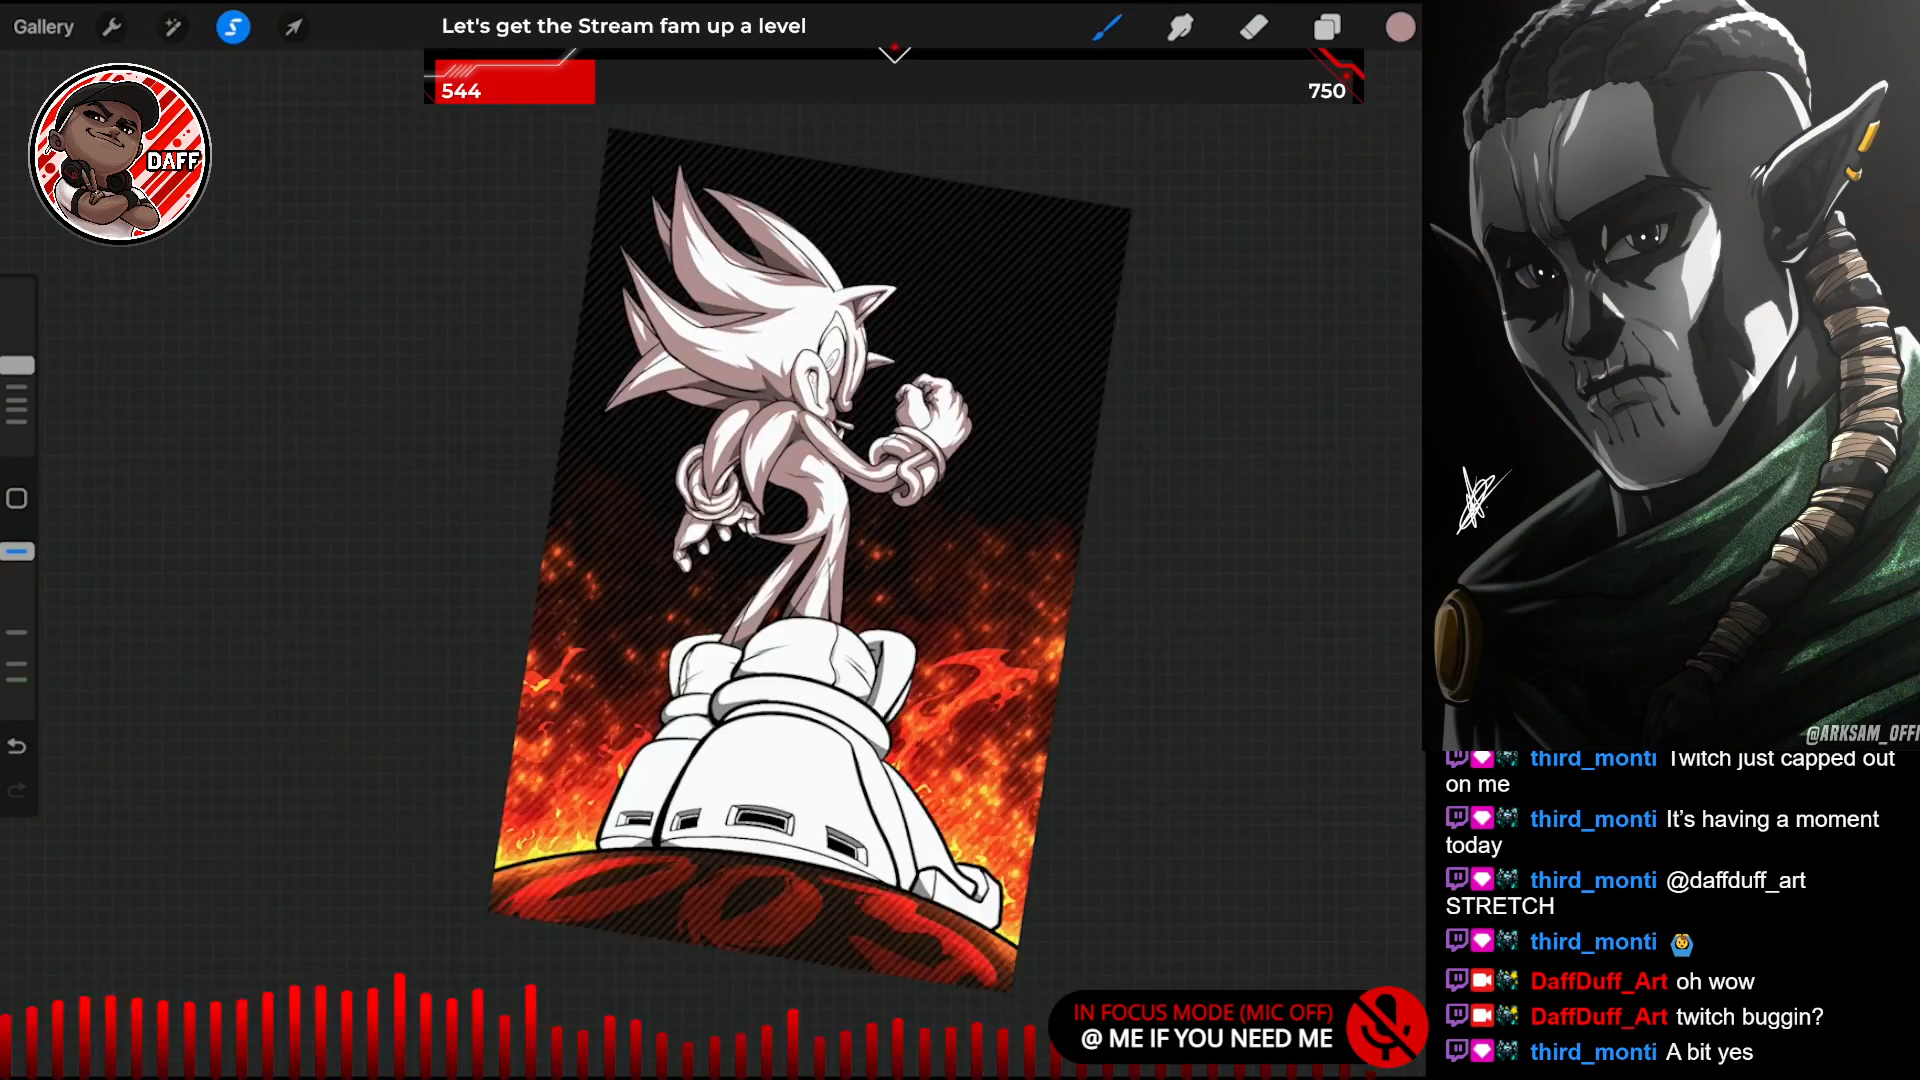 Gallery
Let's get the Stream fam up a level
544
750
DAFF
@ARKSAM_OFFI
third_monti Twitch just capped out
on me
third_monti It's having a moment
today
third_monti @daffduff_art
STRETCH
third_monti 🙆
DaffDuff_Art oh wow
DaffDuff_Art twitch buggin?
third_monti A bit yes
IN FOCUS MODE (MIC OFF)
@ ME IF YOU NEED ME